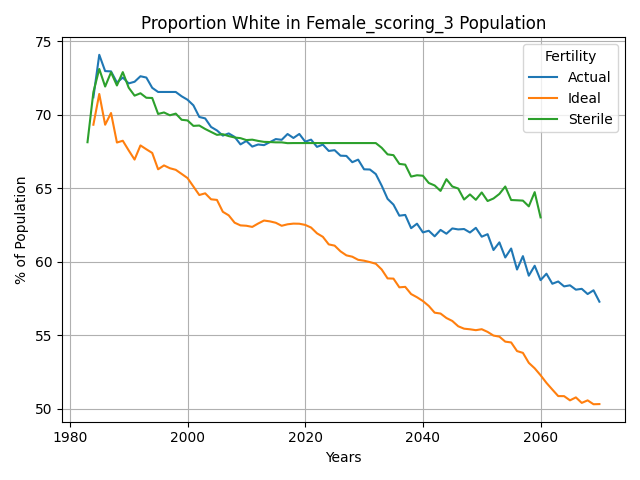 Proportion White in Female_scoring_3 Population
% of Population
75
70
65
60
55
50
Fertility
Actual
Ideal
Sterile
1980
2000
2020
2040
2060
Years